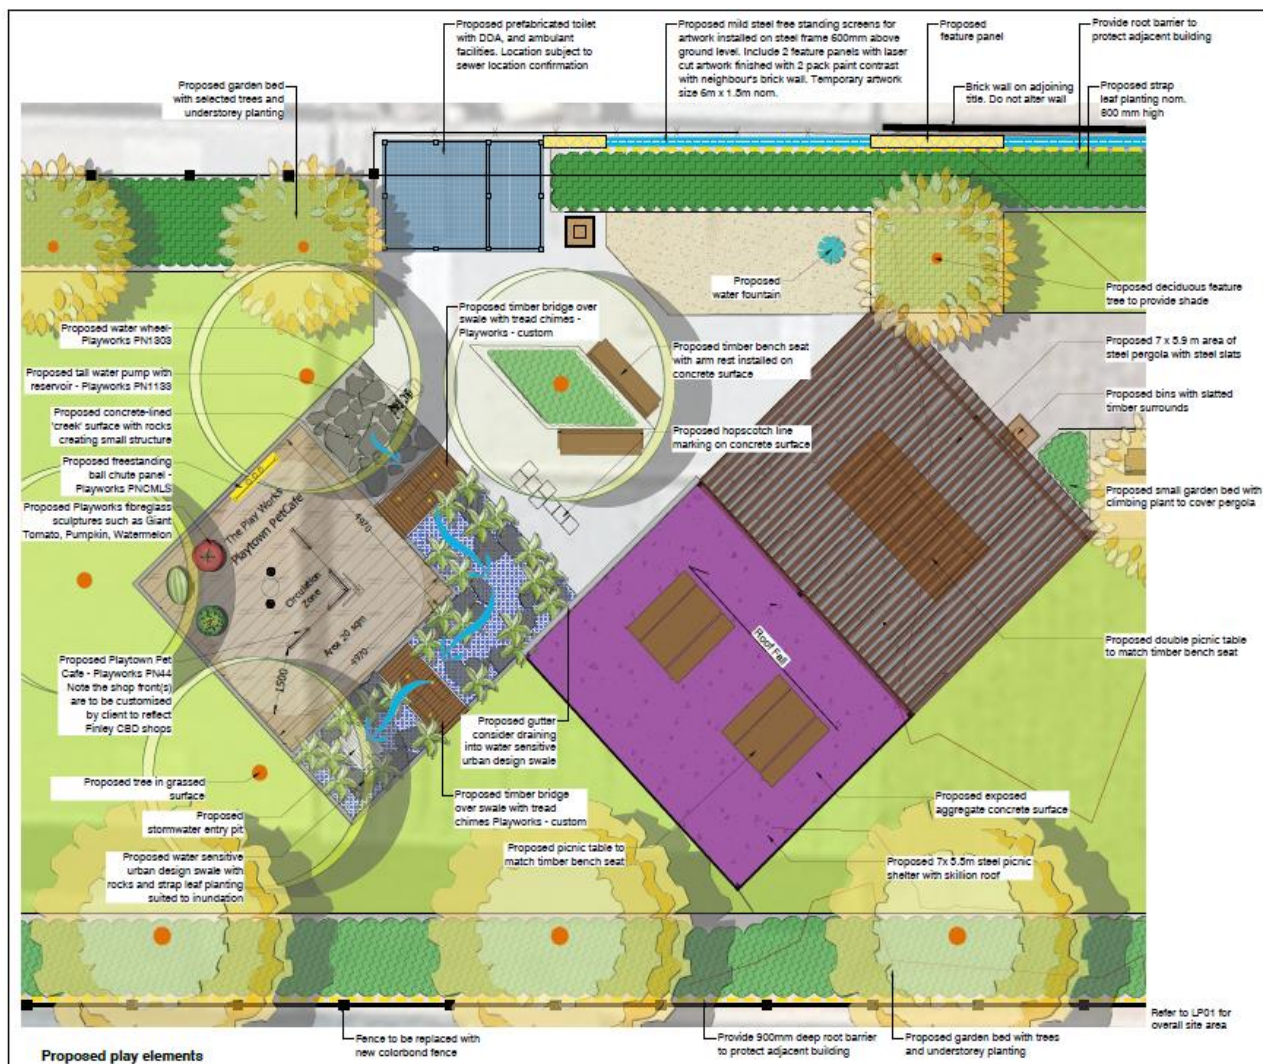 Proposed prefabricated toilet
with DDA, and ambulant
facilities. Location subject to
sewer location confirmation
Proposed mild steel free standing screens for
artwork installed on steel frame 600mm above
ground level. Include 2 feature panels with laser
cut artwork finished with 2 pack paint contrast
with neighbour's brick wall. Temporary artwork
size 6m x 1.5m nom.
Proposed
feature panel
Provide root barrier to
protect adjacent building
Proposed garden bed
with selected trees and
understorey planting
Brick wall on adjoining
title. Do not alter wall
Proposed strap
leaf planting nom.
600 mm high
Proposed
water fountain
Proposed deciduous feature
tree to provide shade
Proposed water wheel-
Playworks PN1303
Proposed timber bridge over
swale with tread chimes -
Playworks - custom
Proposed timber bench seat
with arm rest installed on
concrete surface
Proposed 7 x 5.9 m area of
steel pergola with steel slats
Proposed tall water pump with
reservoir - Playworks PN1133
Proposed bins with slatted
timber surrounds
Proposed concrete-lined
'creek' surface with rocks
creating small structure
Proposed hopscotch line
marking on concrete surface
Proposed freestanding
ball chute panel -
Playworks PNCMLS
Proposed small garden bed with
climbing plant to cover pergola
Proposed Playworks fibreglass
sculptures such as Giant
Tomato, Pumpkin, Watermelon
The Play Works
Playtown PetCafe
4970
Circulation
Zone
Area 20 sqm
4970
1500
Roof Fall
Proposed double picnic table
to match timber bench seat
Proposed Playtown Pet
Cafe - Playworks PN44
Note the shop front(s)
are to be customised
by client to reflect
Finley CBD shops
Proposed gutter
consider draining
into water sensitive
urban design swale
Proposed tree in grassed
surface
Proposed timber bridge
over swale with tread
chimes Playworks - custom
Proposed exposed
aggregate concrete surface
Proposed
stormwater entry pit
Proposed picnic table to
match timber bench seat
Proposed water sensitive
urban design swale with
rocks and strap leaf planting
suited to inundation
Proposed 7x 5.5m steel picnic
shelter with skillion roof
Refer to LP01 for
overall site area
Fence to be replaced with
new colorbond fence
Provide 900mm deep root barrier
to protect adjacent building
Proposed garden bed with trees
and understorey planting
Proposed play elements